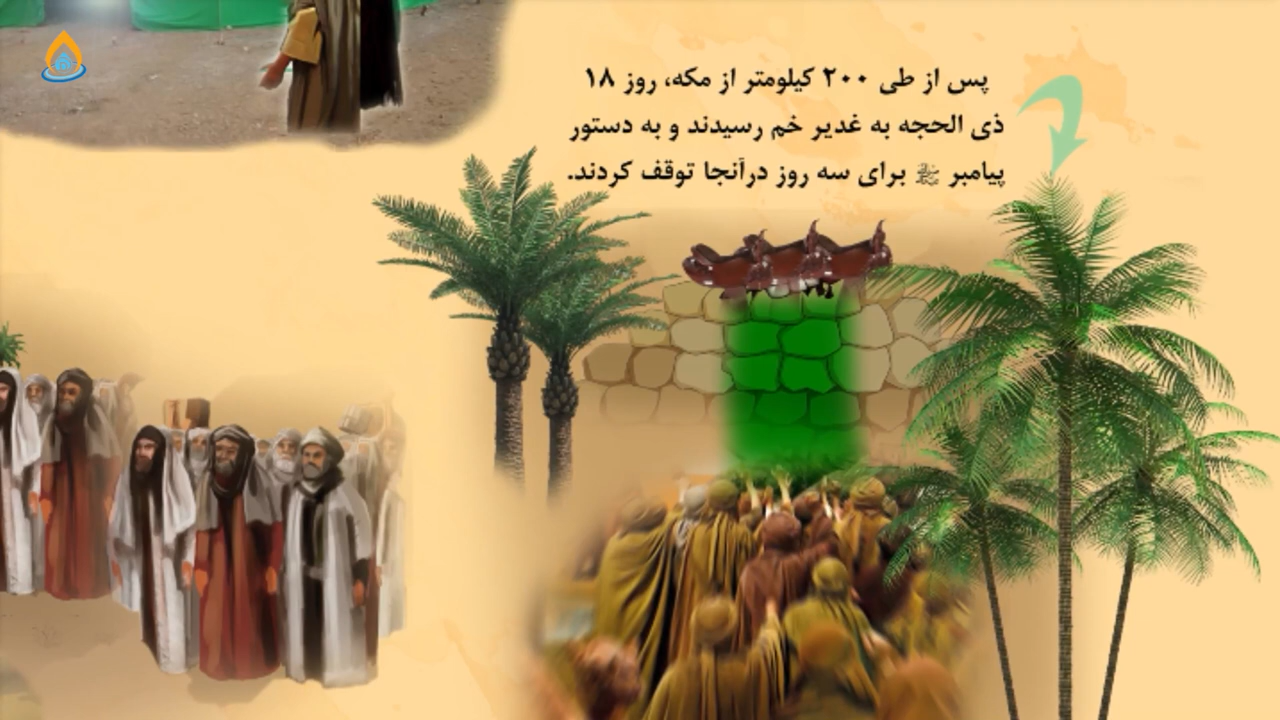 پس از طی ۲۰۰ کیلومتر از مکه، روز ۱۸
ذی الحجه به غدیر خم رسیدند و به دستور
پیامبر ﷺ برای سه روز درآنجا توقف کردند.